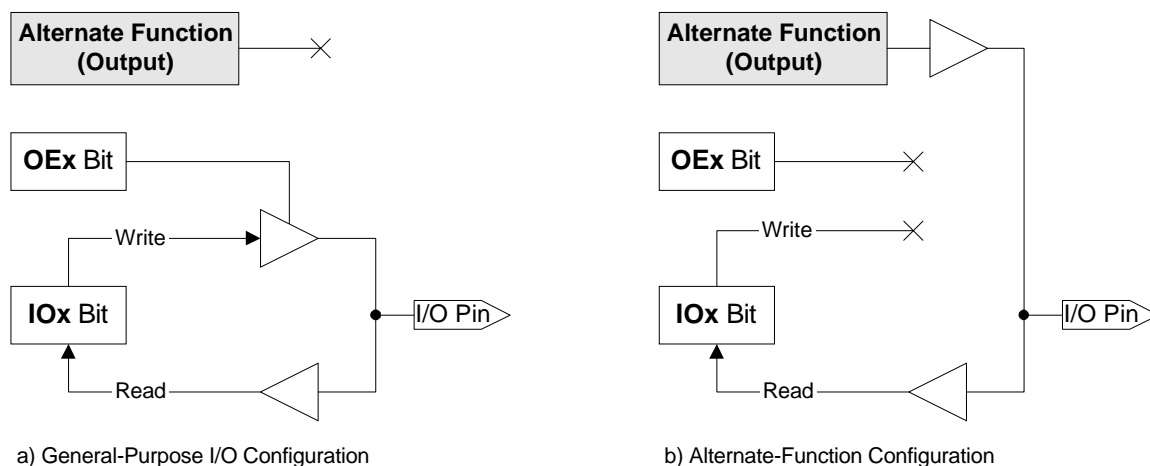 Alternate Function
(Output)
OEx Bit
Write
IOx Bit
I/O Pin
Read
a) General-Purpose I/O Configuration
Alternate Function
(Output)
OEx Bit
Write
IOx Bit
I/O Pin
Read
b) Alternate-Function Configuration